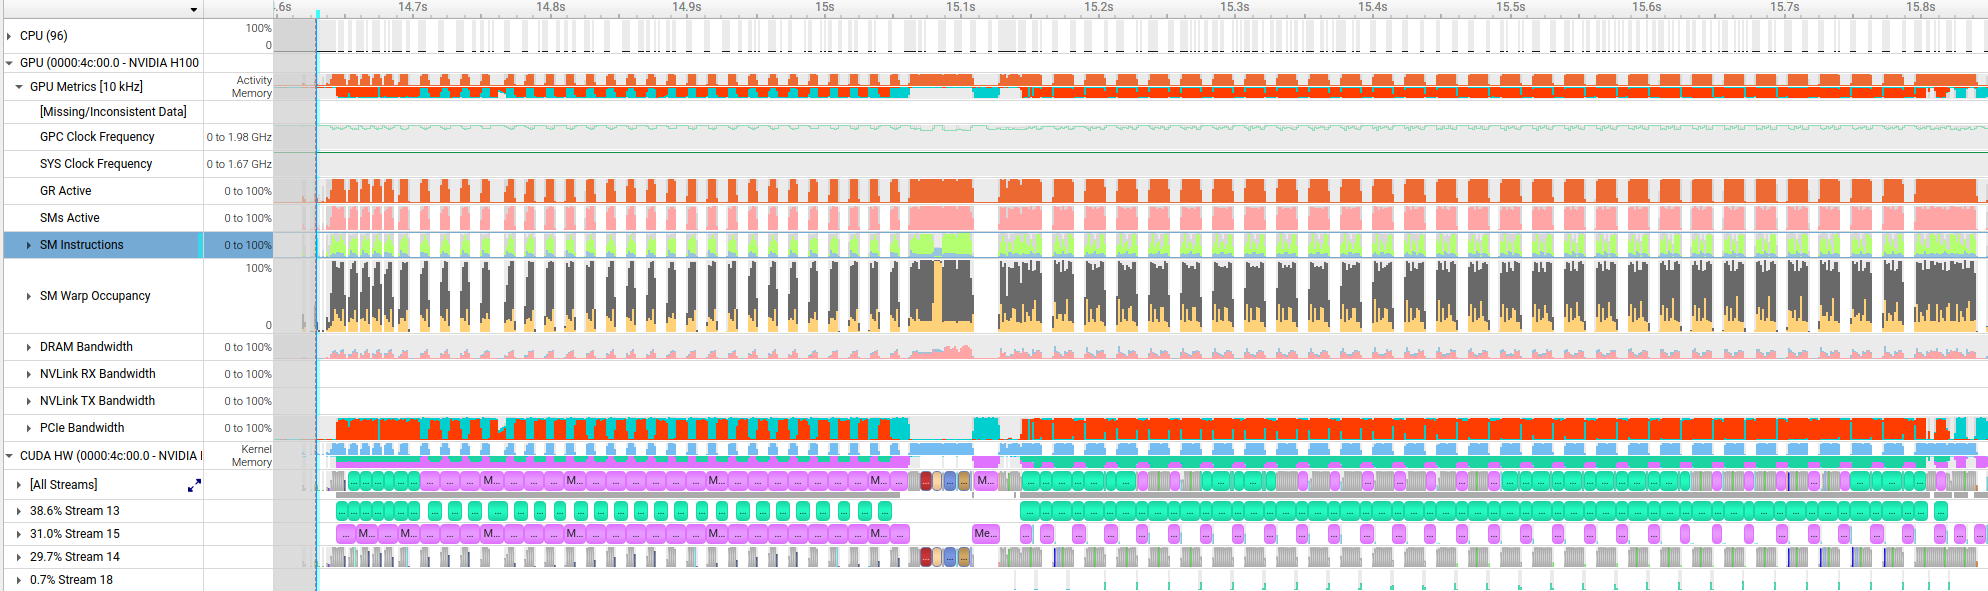 .6s 14.7s 14.8s 14.9s 15s 15.1s 15.2s 15.3s 15.4s 15.5s 15.6s 15.7s 15.8s
CPU (96) 100% 0
GPU (0000:4c:00.0 - NVIDIA H100
GPU Metrics [10 kHz] Activity Memory
[Missing/Inconsistent Data]
GPC Clock Frequency 0 to 1.98 GHz
SYS Clock Frequency 0 to 1.67 GHz
GR Active 0 to 100%
SMs Active 0 to 100%
SM Instructions 0 to 100%
SM Warp Occupancy 100% 0
DRAM Bandwidth 0 to 100%
NVLink RX Bandwidth 0 to 100%
NVLink TX Bandwidth 0 to 100%
PCIe Bandwidth 0 to 100%
CUDA HW (0000:4c:00.0 - NVIDIA I Kernel Memory
[All Streams] M... M... M... M... M...
38.6% Stream 13
31.0% Stream 15 M... M... M... M... M... M... Me...
29.7% Stream 14
0.7% Stream 18